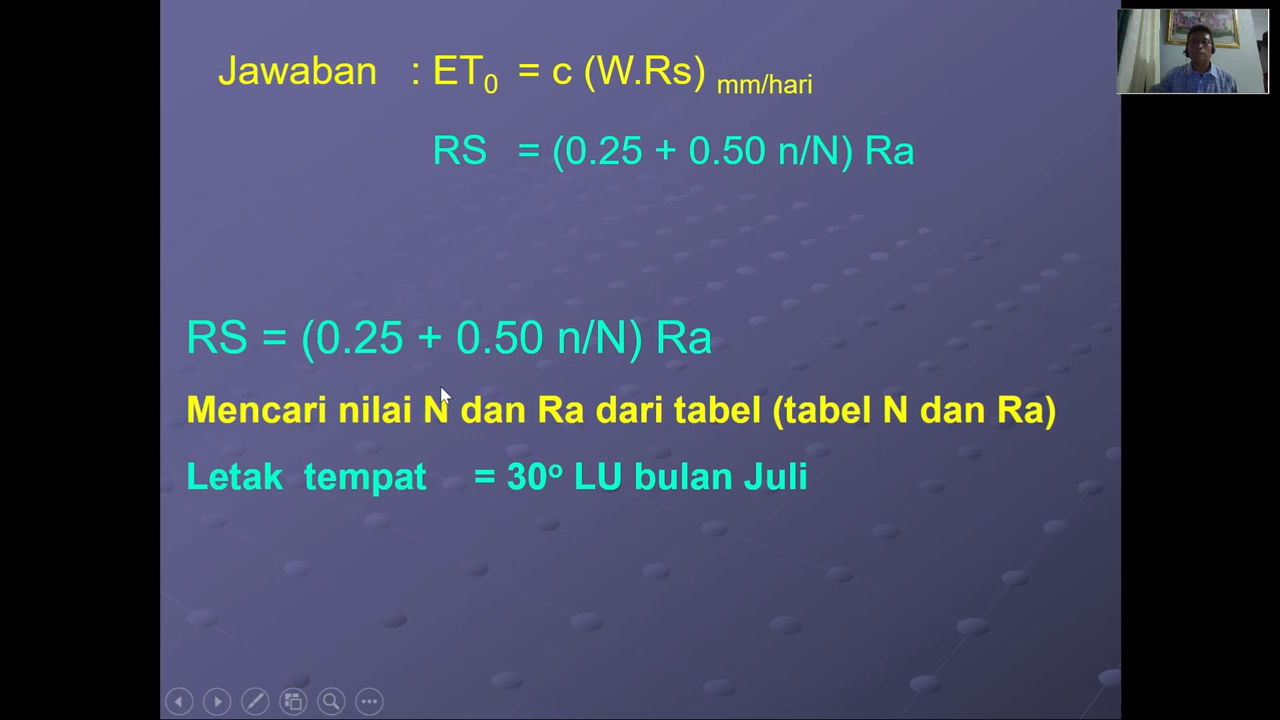 Jawaban : ET₀ = c (W.Rs) mm/hari
RS = (0.25 + 0.50 n/N) Ra
RS = (0.25 + 0.50 n/N) Ra
Mencari nilai N dan Ra dari tabel (tabel N dan Ra)
Letak tempat = 30º LU bulan Juli